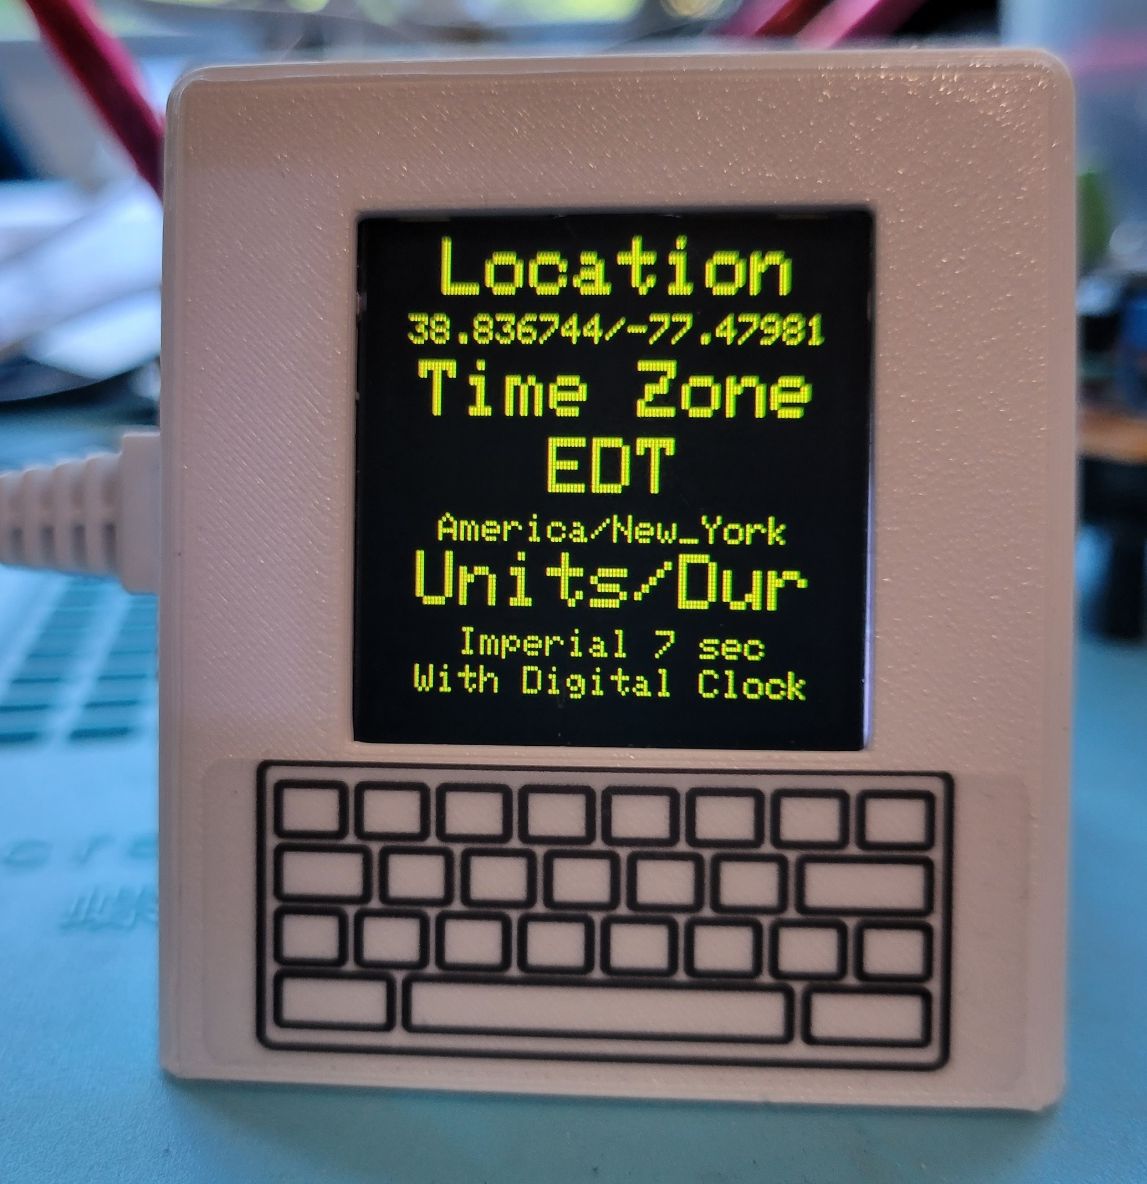 Location
38.836744/-77.47981
Time Zone
EDT
America/New_York
Units/Dur
Imperial 7 sec
With Digital Clock